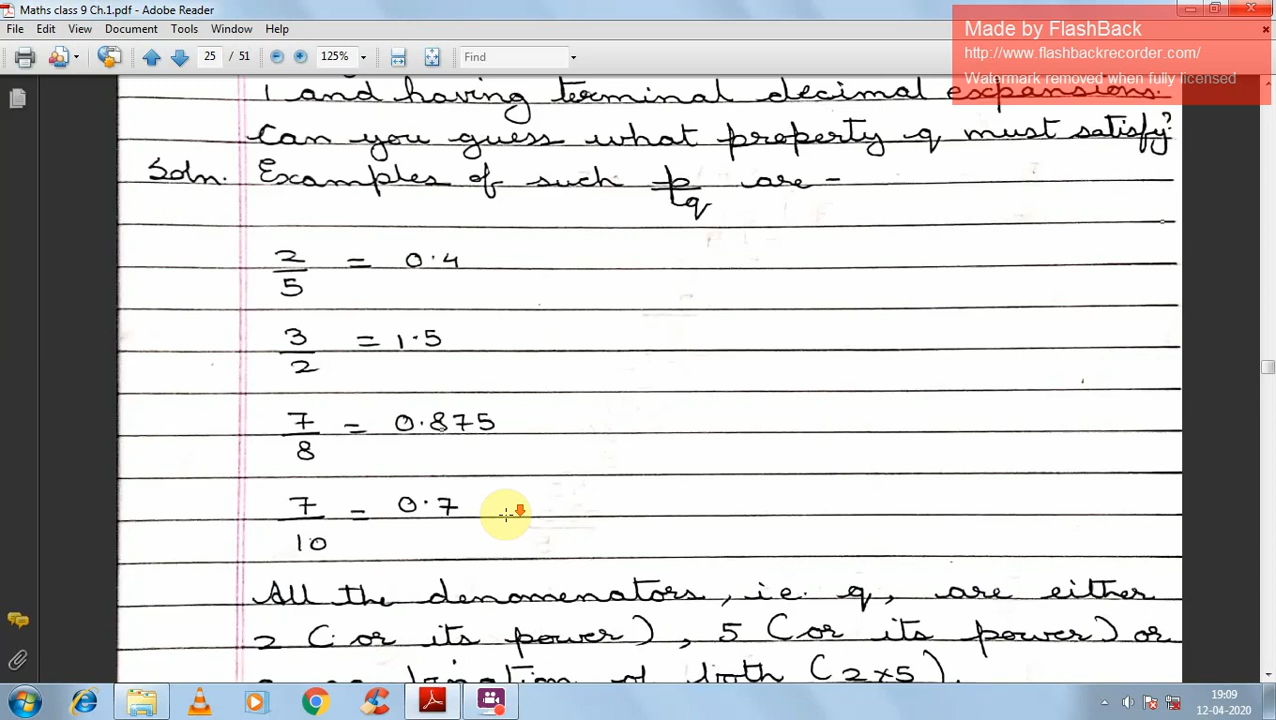 Maths class 9 Ch.1.pdf - Adobe Reader
File Edit View Document Tools Window Help
25 / 51 125% Find
Made by FlashBack
http://www.flashbackrecorder.com/
Watermark removed when fully licensed
1 and having terminal decimal expansions.
Can you guess what property q must satisfy?
Soln. Examples of such p/q are -
2/5 = 0.4
3/2 = 1.5
7/8 = 0.875
7/10 = 0.7
All the denomenators, i.e. q, are either
2 (or its power), 5 (or its power) or
of both (2x5).
19:09
12-04-2020